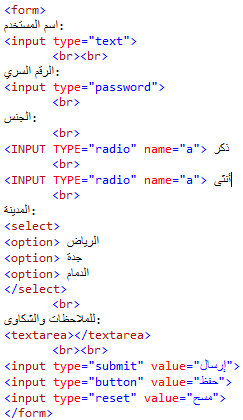 <form>
اسم المستخدم:
<input type="text">
<br><br>
الرقم السري:
<input type="password">
<br>
الجنس:
<br>
<INPUT TYPE="radio" name="a"> ذكر
<br>
<INPUT TYPE="radio" name="a"> أنثى
<br>
المدينة:
<select>
<option> الرياض
<option> جدة
<option> الدمام
</select>
<br>
للملاحظات والشكاوى:
<textarea></textarea>
<br><br>
<input type="submit" value="إرسال">
<input type="button" value="حفظ">
<input type="reset" value="مسح">
</form>